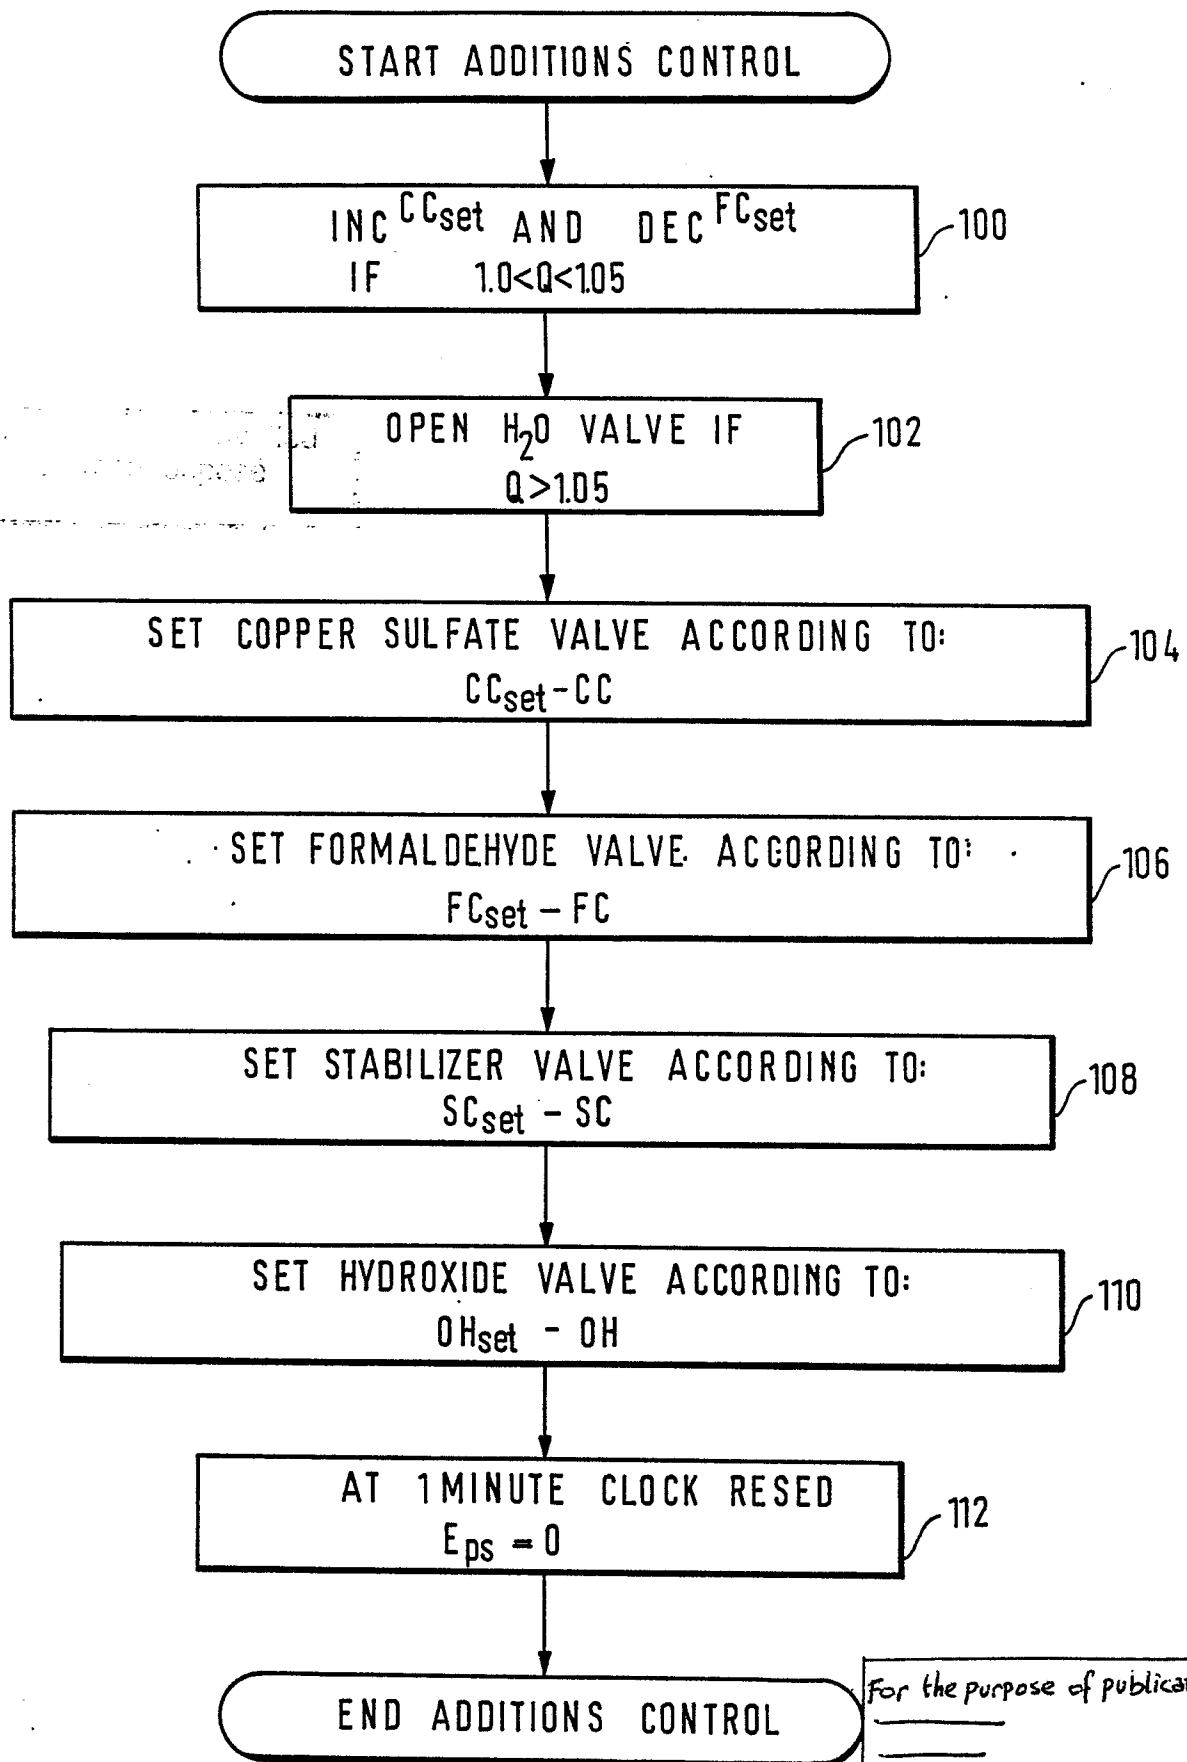 START ADDITIONS CONTROL
INC CCset AND DEC FCset
IF 1.0<Q<1.05
100
OPEN H2O VALVE IF
Q>1.05
102
SET COPPER SULFATE VALVE ACCORDING TO:
CCset-CC
104
SET FORMALDEHYDE VALVE ACCORDING TO:
FCset – FC
106
SET STABILIZER VALVE ACCORDING TO:
SCset – SC
108
SET HYDROXIDE VALVE ACCORDING TO:
OHset - OH
110
AT 1 MINUTE CLOCK RESED
Eps = 0
112
END ADDITIONS CONTROL
For the purpose of